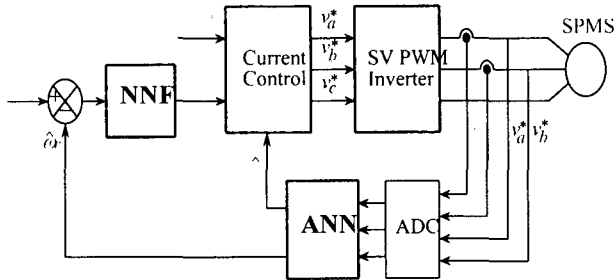 SPMS
v*a
v*b
v*c
Current
Control
SV PWM
Inverter
NNF
+
−
ω̂r
^
v*a v*b
ANN
ADC